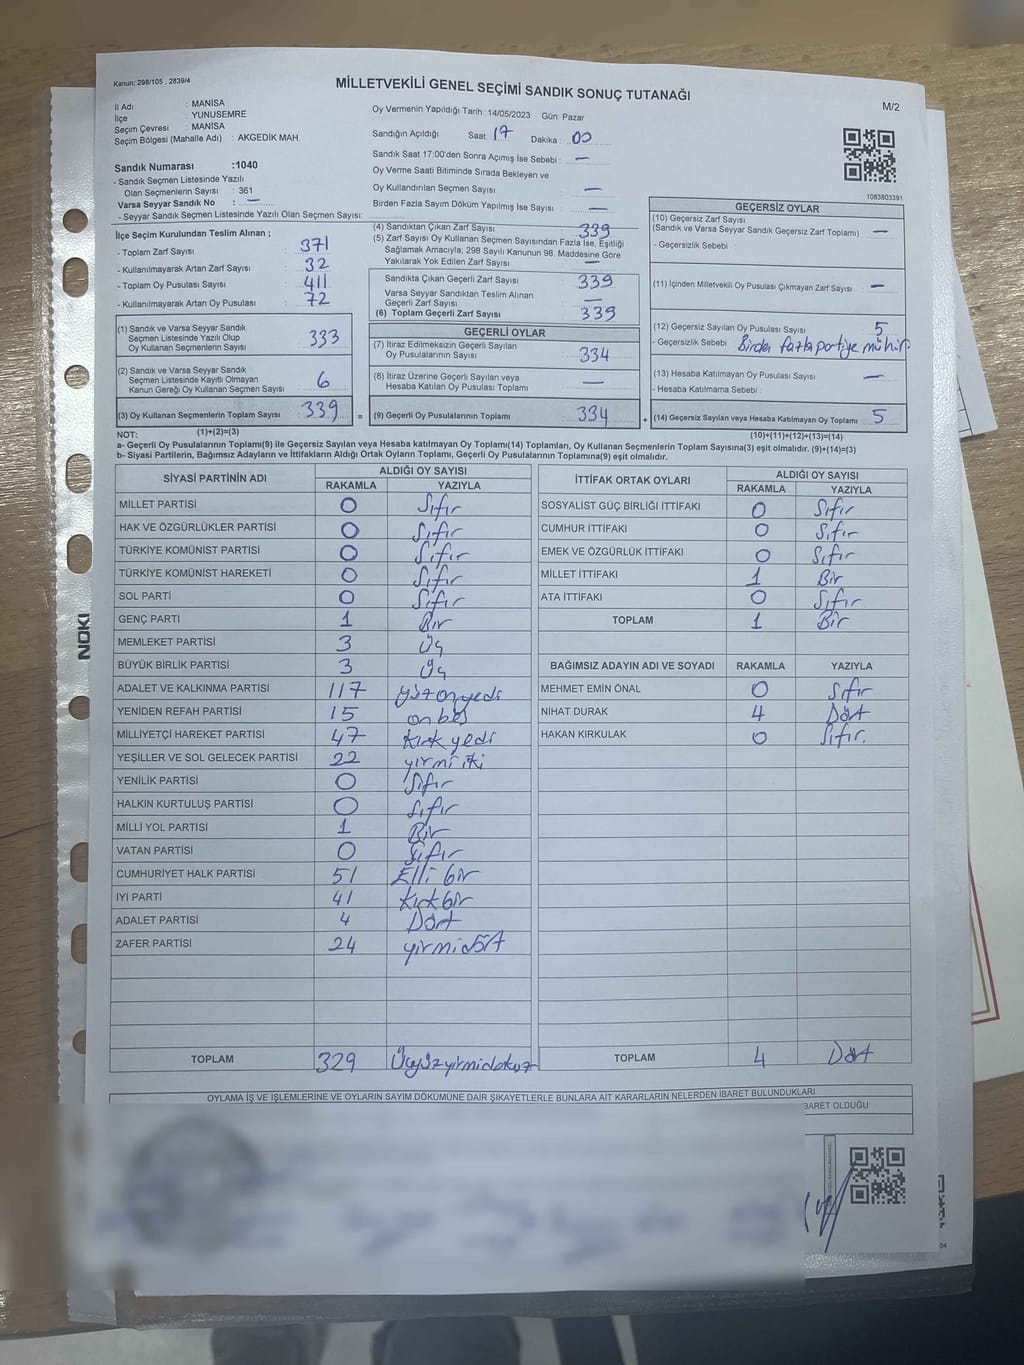 Kanun: 298/105 , 2839/4
MİLLETVEKİLİ GENEL SEÇİMİ SANDIK SONUÇ TUTANAĞI
M/2
İl Adı : MANİSA
İlçe : YUNUSEMRE
Seçim Çevresi : MANİSA
Seçim Bölgesi (Mahalle Adı) : AKGEDİK MAH.
Oy Vermenin Yapıldığı Tarih :14/05/2023 Gün: Pazar
Sandığın Açıldığı Saat: 17 Dakika : 00
Sandık Saat 17:00'den Sonra Açımış İse Sebebi : —
Oy Verme Saati Bitiminde Sırada Bekleyen ve
Oy Kullandırılan Seçmen Sayısı —
Birden Fazla Sayım Döküm Yapılmış İse Sayısı : —
Sandık Numarası :1040
- Sandık Seçmen Listesinde Yazılı
Olan Seçmenlerin Sayısı : 361
Varsa Seyyar Sandık No : —
- Seyyar Sandık Seçmen Listesinde Yazılı Olan Seçmen Sayısı:
1083803391
İlçe Seçim Kurulundan Teslim Alınan ;
- Toplam Zarf Sayısı : 371
- Kullanılmayarak Artan Zarf Sayısı : 32
- Toplam Oy Pusulası Sayısı : 411
- Kullanılmayarak Artan Oy Pusulası : 72
(1) Sandık ve Varsa Seyyar Sandık
Seçmen Listesinde Yazılı Olup
Oy Kullanan Seçmenlerin Sayısı : 333
(2) Sandık ve Varsa Seyyar Sandık
Seçmen Listesinde Kayıtlı Olmayan
Kanun Gereği Oy Kullanan Seçmen Sayısı : 6
(3) Oy Kullanan Seçmenlerin Toplam Sayısı : 339
(4) Sandıktan Çıkan Zarf Sayısı : 339
(5) Zarf Sayısı Oy Kullanan Seçmen Sayısından Fazla İse, Eşitliği
Sağlamak Amacıyla; 298 Sayılı Kanunun 98. Maddesine Göre
Yakılarak Yok Edilen Zarf Sayısı : —
Sandıkta Çıkan Geçerli Zarf Sayısı : 339
Varsa Seyyar Sandıktan Teslim Alınan
Geçerli Zarf Sayısı : —
(6) Toplam Geçerli Zarf Sayısı : 339
GEÇERLİ OYLAR
(7) İtiraz Edilmeksizin Geçerli Sayılan
Oy Pusulalarının Sayısı : 334
(8) İtiraz Üzerine Geçerli Sayılan veya
Hesaba Katılan Oy Pusulası Toplamı : —
= (9) Geçerli Oy Pusulalarının Toplamı : 334
GEÇERSİZ OYLAR
(10) Geçersiz Zarf Sayısı
(Sandık ve Varsa Seyyar Sandık Geçersiz Zarf Toplamı) : —
- Geçersizlik Sebebi :
(11) İçinden Milletvekili Oy Pusulası Çıkmayan Zarf Sayısı : —
(12) Geçersiz Sayılan Oy Pusulası Sayısı : 5
- Geçersizlik Sebebi : Birden fazla partiye mühür
(13) Hesaba Katılmayan Oy Pusulası Sayısı : —
- Hesaba Katılmama Sebebi :
+ (14) Geçersiz Sayılan veya Hesaba Katılmayan Oy Toplamı : 5
NOT: (1)+(2)=(3) (10)+(11)+(12)+(13)=(14)
a- Geçerli Oy Pusulalarının Toplamı(9) ile Geçersiz Sayılan veya Hesaba katılmayan Oy Toplamı(14) Toplamları, Oy Kullanan Seçmenlerin Toplam Sayısına(3) eşit olmalıdır. (9)+(14)=(3)
b- Siyasi Partilerin, Bağımsız Adayların ve İttifakların Aldığı Ortak Oyların Toplamı, Geçerli Oy Pusulalarının Toplamına(9) eşit olmalıdır.
SİYASİ PARTİNİN ADI ALDIĞI OY SAYISI
RAKAMLA YAZIYLA
MİLLET PARTİSİ 0 Sıfır
HAK VE ÖZGÜRLÜKLER PARTİSİ 0 Sıfır
TÜRKİYE KOMÜNİST PARTİSİ 0 Sıfır
TÜRKİYE KOMÜNİST HAREKETİ 0 Sıfır
SOL PARTİ 0 Sıfır
GENÇ PARTİ 1 Bir
MEMLEKET PARTİSİ 3 Üç
BÜYÜK BİRLİK PARTİSİ 3 Üç
ADALET VE KALKINMA PARTİSİ 117 yüzonyedi
YENİDEN REFAH PARTİSİ 15 onbeş
MİLLİYETÇİ HAREKET PARTİSİ 47 kırk yedi
YEŞİLLER VE SOL GELECEK PARTİSİ 22 yirmi iki
YENİLİK PARTİSİ 0 Sıfır
HALKIN KURTULUŞ PARTİSİ 0 Sıfır
MİLLİ YOL PARTİSİ 1 Bir
VATAN PARTİSİ 0 Sıfır
CUMHURİYET HALK PARTİSİ 51 Elli bir
İYİ PARTİ 41 Kırkbir
ADALET PARTİSİ 4 Dört
ZAFER PARTİSİ 24 yirmidört
TOPLAM 329 Üçyüzyirmidokuz
İTTİFAK ORTAK OYLARI ALDIĞI OY SAYISI
RAKAMLA YAZIYLA
SOSYALİST GÜÇ BİRLİĞİ İTTİFAKI 0 Sıfır
CUMHUR İTTİFAKI 0 Sıfır
EMEK VE ÖZGÜRLÜK İTTİFAKI 0 Sıfır
MİLLET İTTİFAKI 1 Bir
ATA İTTİFAKI 0 Sıfır
TOPLAM 1 Bir
BAĞIMSIZ ADAYIN ADI VE SOYADI RAKAMLA YAZIYLA
MEHMET EMİN ÖNAL 0 Sıfır
NİHAT DURAK 4 Dört
HAKAN KIRKULAK 0 Sıfır.
TOPLAM 4 Dört
OYLAMA İŞ VE İŞLEMLERİNE VE OYLARIN SAYIM DÖKÜMÜNE DAİR ŞİKAYETLERLE BUNLARA AİT KARARLARIN NELERDEN İBARET BULUNDUKLARI
BARET OLDUĞU
NOKI
04